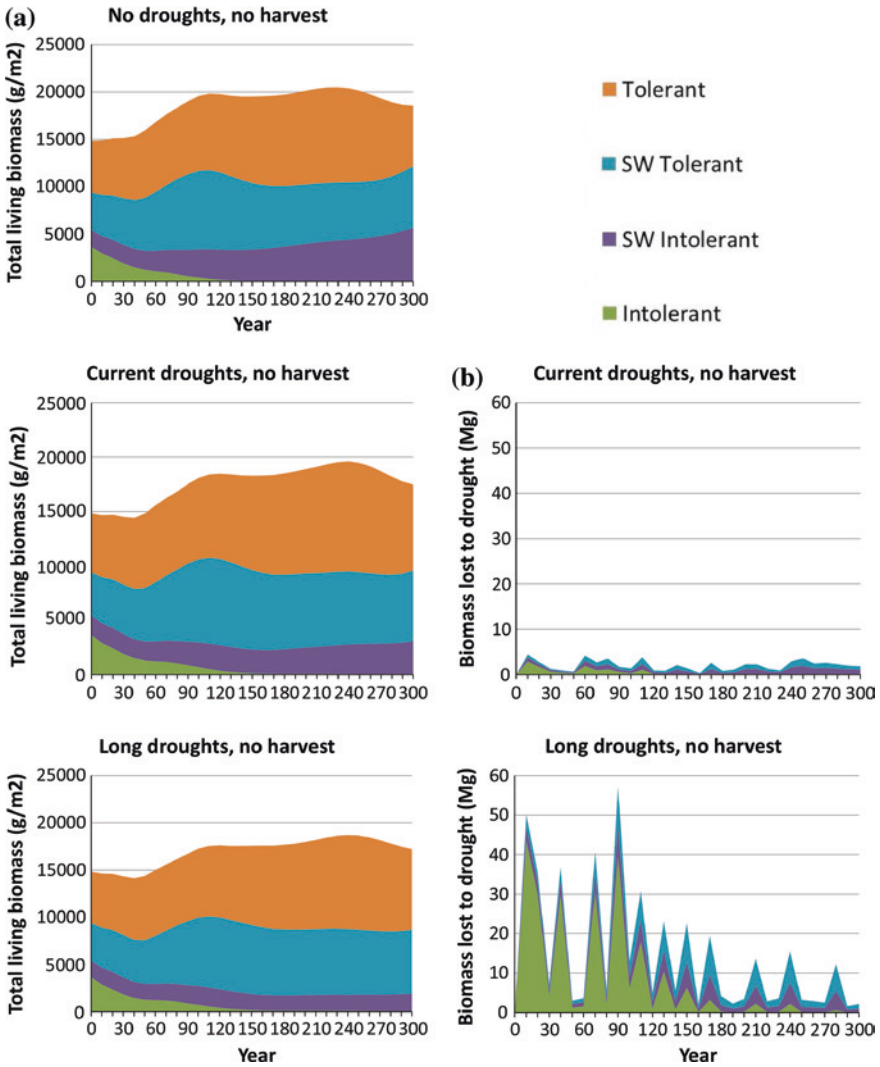 (a)
No droughts, no harvest
Total living biomass (g/m2)
25000
20000
15000
10000
5000
0
0 30 60 90 120 150 180 210 240 270 300
Year
Tolerant
SW Tolerant
SW Intolerant
Intolerant
Current droughts, no harvest
Total living biomass (g/m2)
25000
20000
15000
10000
5000
0
0 30 60 90 120 150 180 210 240 270 300
(b)
Current droughts, no harvest
Biomass lost to drought (Mg)
60
50
40
30
20
10
0
0 30 60 90 120 150 180 210 240 270 300
Long droughts, no harvest
Total living biomass (g/m2)
25000
20000
15000
10000
5000
0
0 30 60 90 120 150 180 210 240 270 300
Year
Long droughts, no harvest
Biomass lost to drought (Mg)
60
50
40
30
20
10
0
0 30 60 90 120 150 180 210 240 270 300
Year